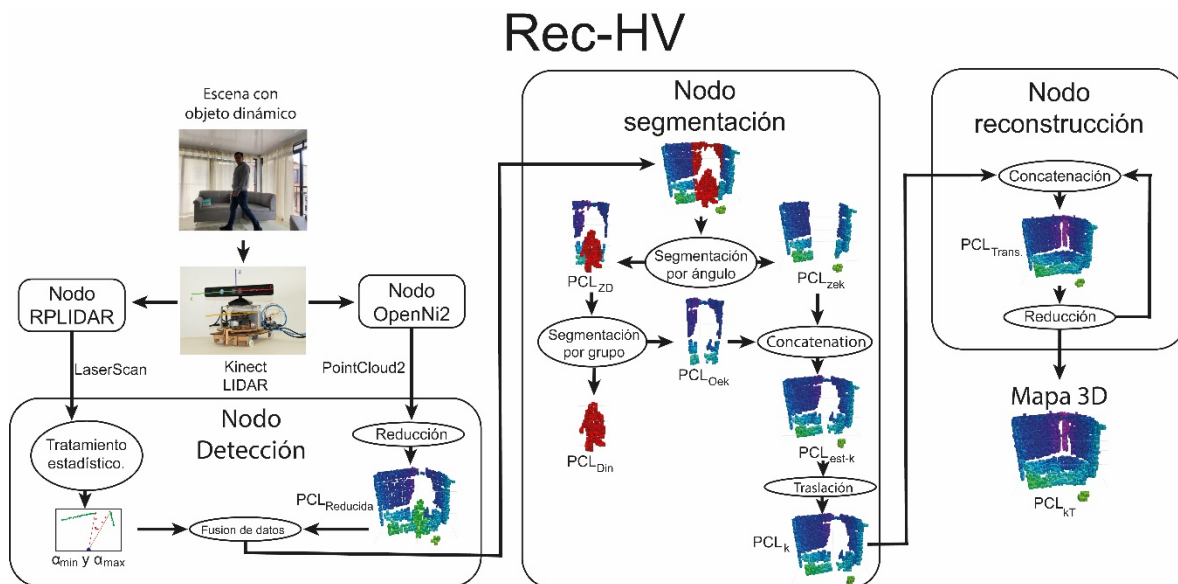 Rec-HV
Escena con
objeto dinámico
Nodo
RPLIDAR
Nodo
OpenNi2
LaserScan
Kinect
LIDAR
PointCloud2
Nodo
Detección
Tratamiento
estadístico.
Reducción
PCLReducida
αmin y αmax
Fusion de datos
Nodo
segmentación
Segmentación
por ángulo
PCLZD
PCLzek
Segmentación
por grupo
PCLOek
Concatenation
PCLDin
PCLest-k
Traslación
PCLk
Nodo
reconstrucción
Concatenación
PCLTrans.
Reducción
Mapa 3D
PCLkT